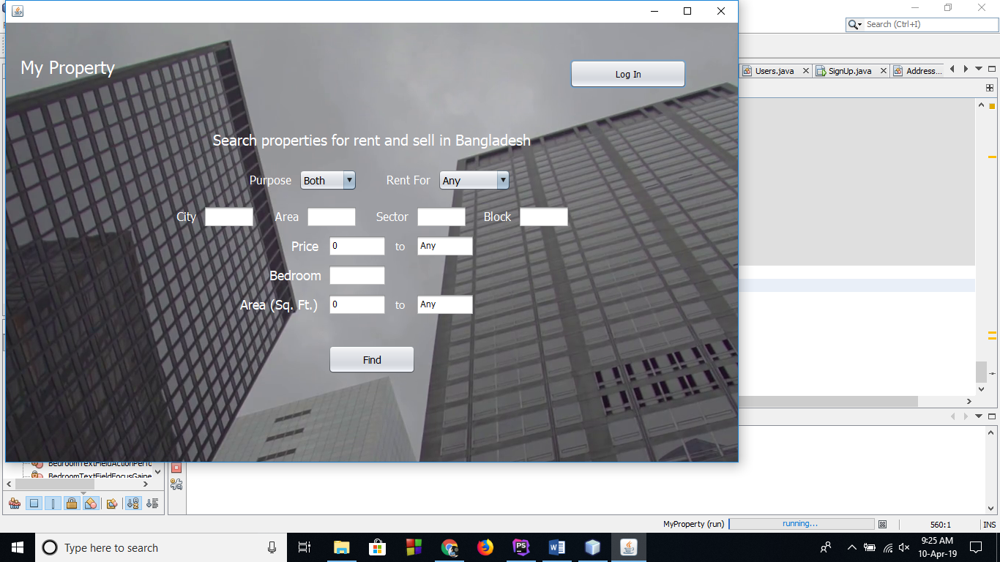 Search (Ctrl+I)
My Property
Log In
Users.java
SignUp.java
Address...
Search properties for rent and sell in Bangladesh
Purpose Both Rent For Any
City Area Sector Block
Price 0 to Any
Bedroom
Area (Sq. Ft.) 0 to Any
Find
BedroomTextFieldActionPerfo
BedroomTextFieldFocusGaine
MyProperty (run) running... 560:1 INS
Type here to search
PS
W
9:25 AM
10-Apr-19